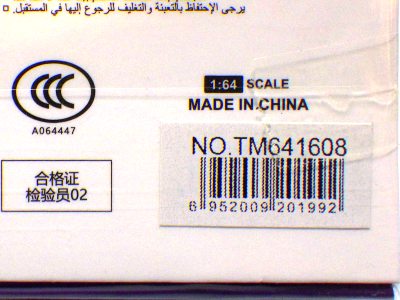 يرجى الإحتفاظ بالتعبئة والتغليف للرجوع إليها في المستقبل.
CCC
A064447
1:64 SCALE
MADE IN CHINA
合格证
检验员02
NO.TM641608
6 952009 201992